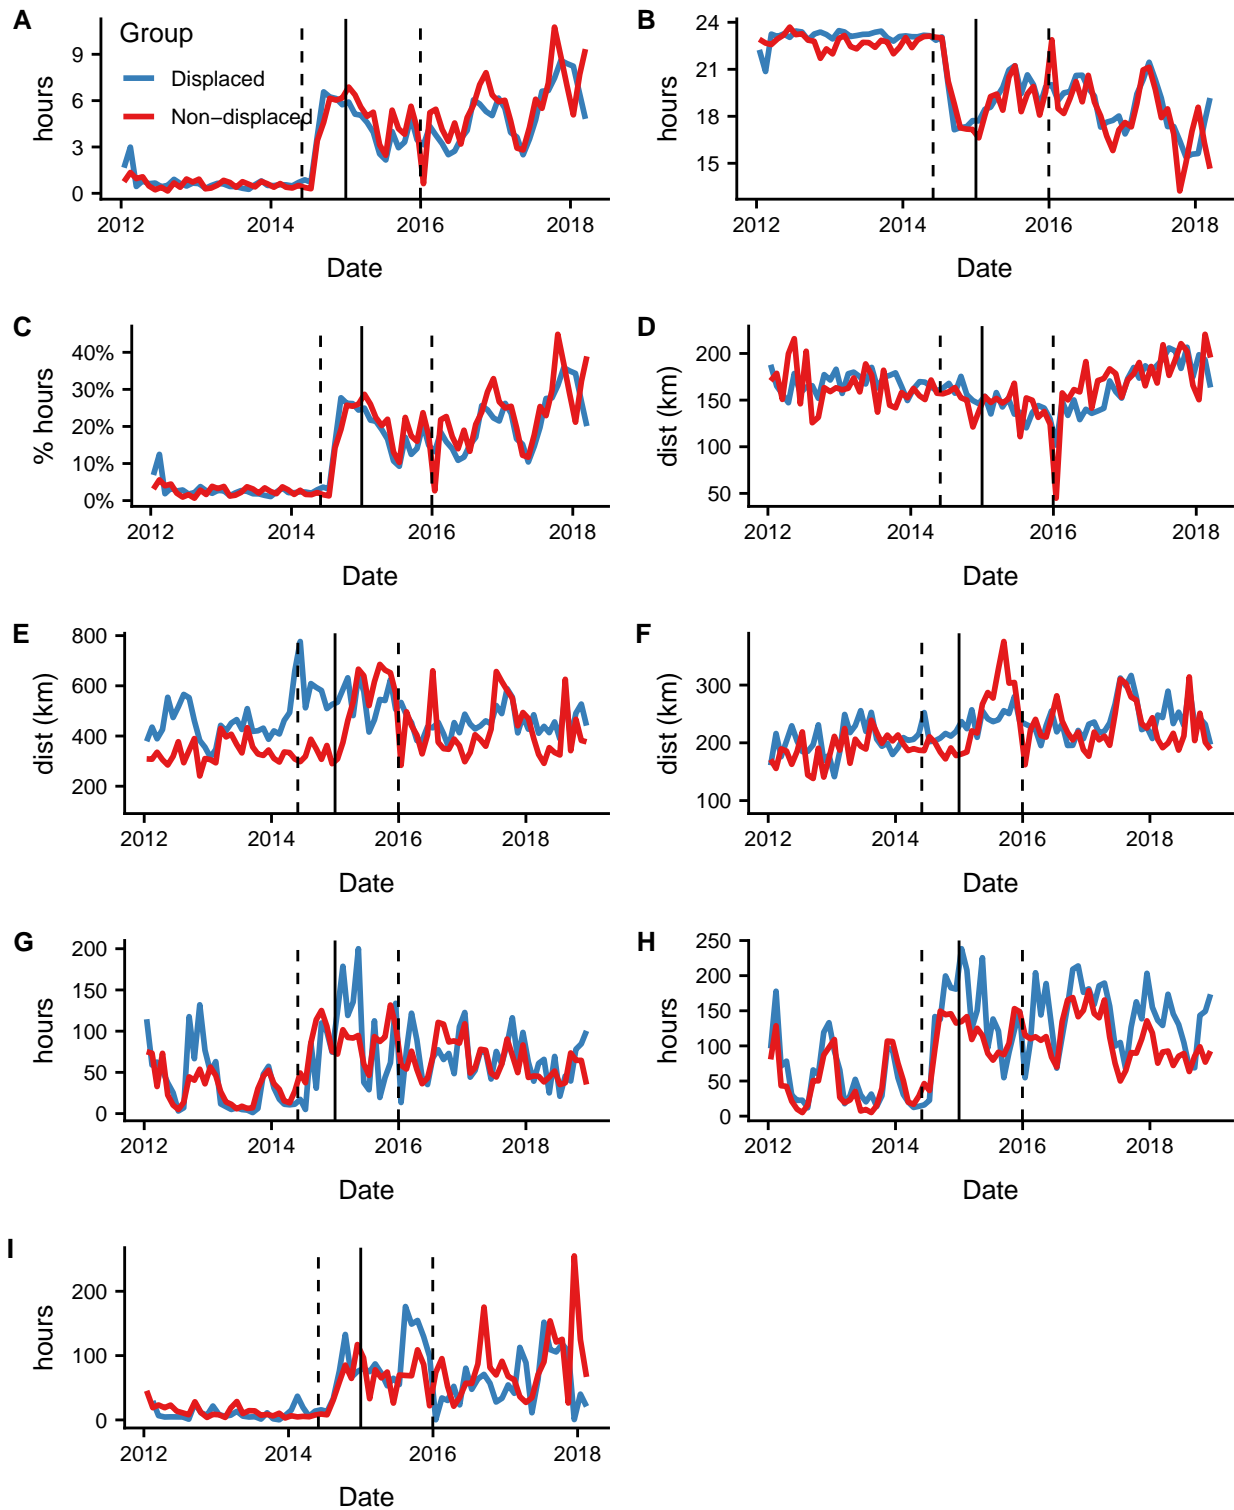 A
Group
Displaced
Non−displaced
hours
9
6
3
0
2012
2014
2016
2018
Date
B
hours
24
21
18
15
2012
2014
2016
2018
Date
C
% hours
40%
30%
20%
10%
0%
2012
2014
2016
2018
Date
D
dist (km)
200
150
100
50
2012
2014
2016
2018
Date
E
dist (km)
800
600
400
200
2012
2014
2016
2018
Date
F
dist (km)
300
200
100
2012
2014
2016
2018
Date
G
hours
200
150
100
50
0
2012
2014
2016
2018
Date
H
hours
250
200
150
100
50
0
2012
2014
2016
2018
Date
I
hours
200
100
0
2012
2014
2016
2018
Date